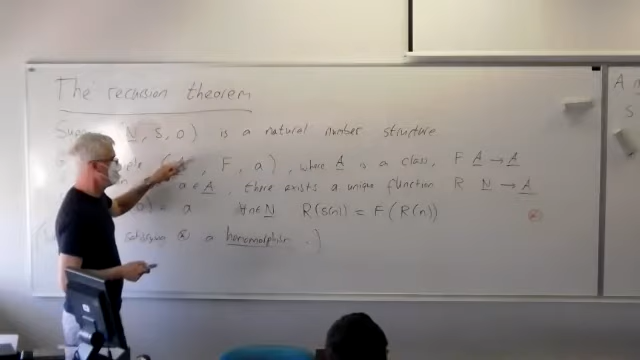 The recursion theorem
N, S, 0) is a natural number structure
, F, a), where A is a class, F A → A
a ∈ A, there exists a unique function R N → A
= a ∀n∈N R(S(n)) = F(R(n))
satisfying ⊛ a homomorphism.)
A
S